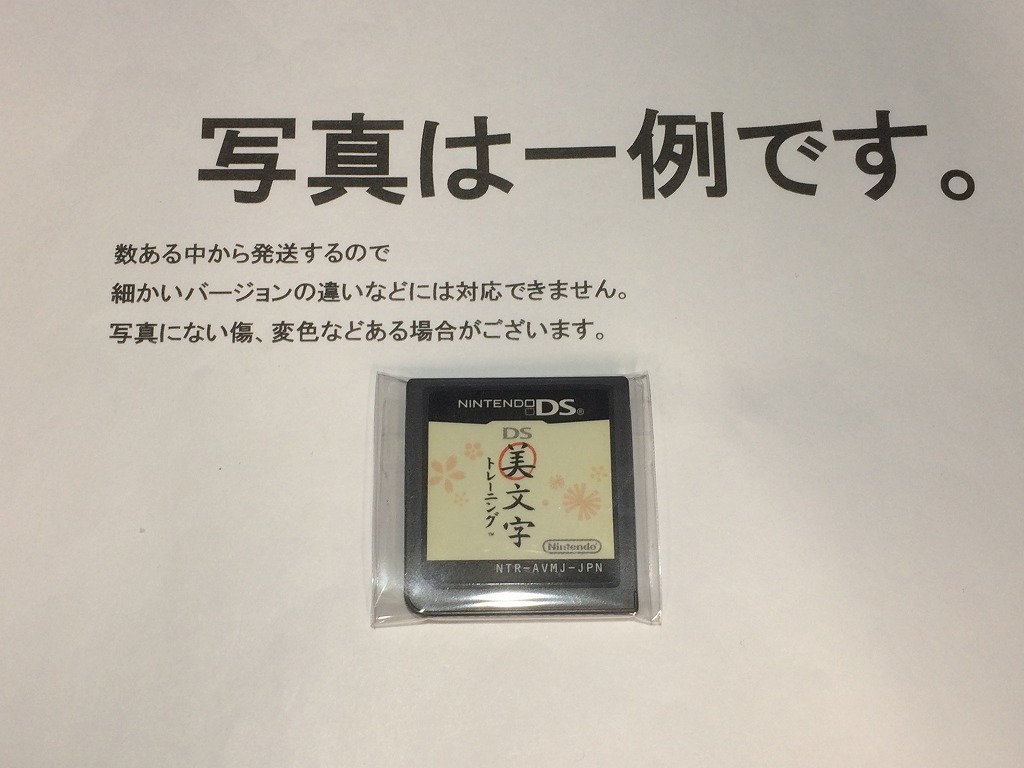 写真は一例です。
数ある中から発送するので
細かいバージョンの違いなどには対応できません。
写真にない傷、変色などある場合がございます。
NINTENDO DS®
DS
美文字
トレーニング™
Nintendo
NTR-AVMJ-JPN